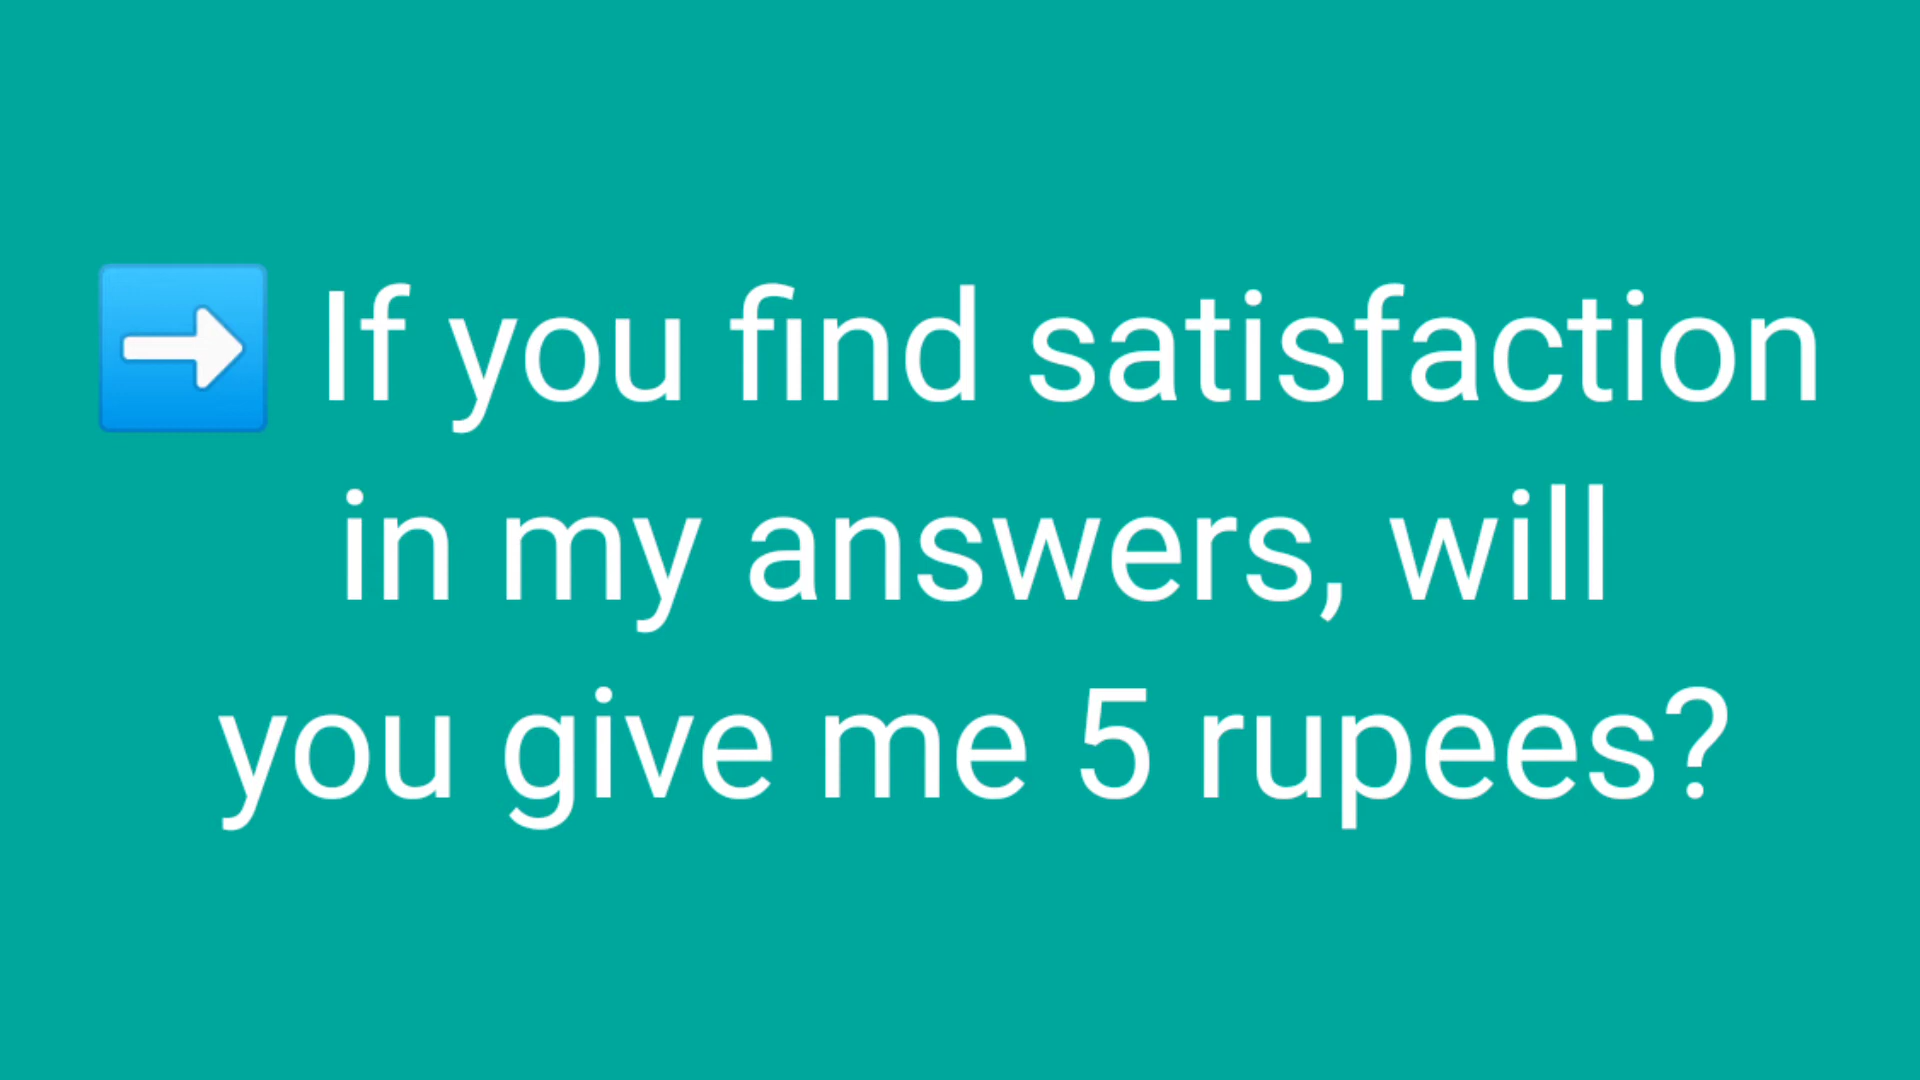 ➡️ If you find satisfaction
in my answers, will
you give me 5 rupees?